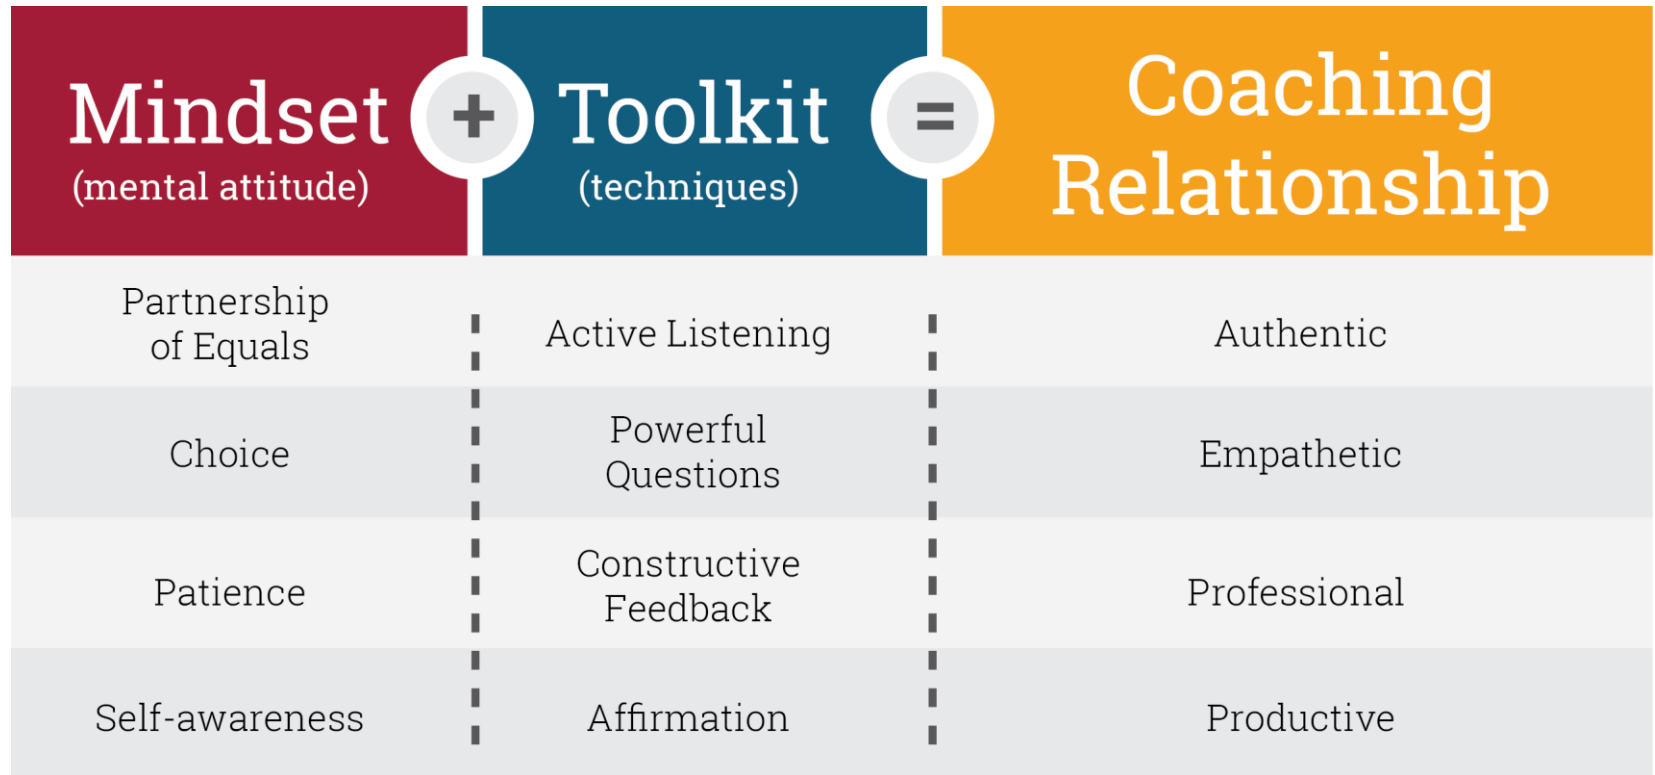 Mindset
(mental attitude)
+
Toolkit
(techniques)
=
Coaching
Relationship
Partnership
of Equals
Active Listening
Authentic
Choice
Powerful
Questions
Empathetic
Patience
Constructive
Feedback
Professional
Self-awareness
Affirmation
Productive